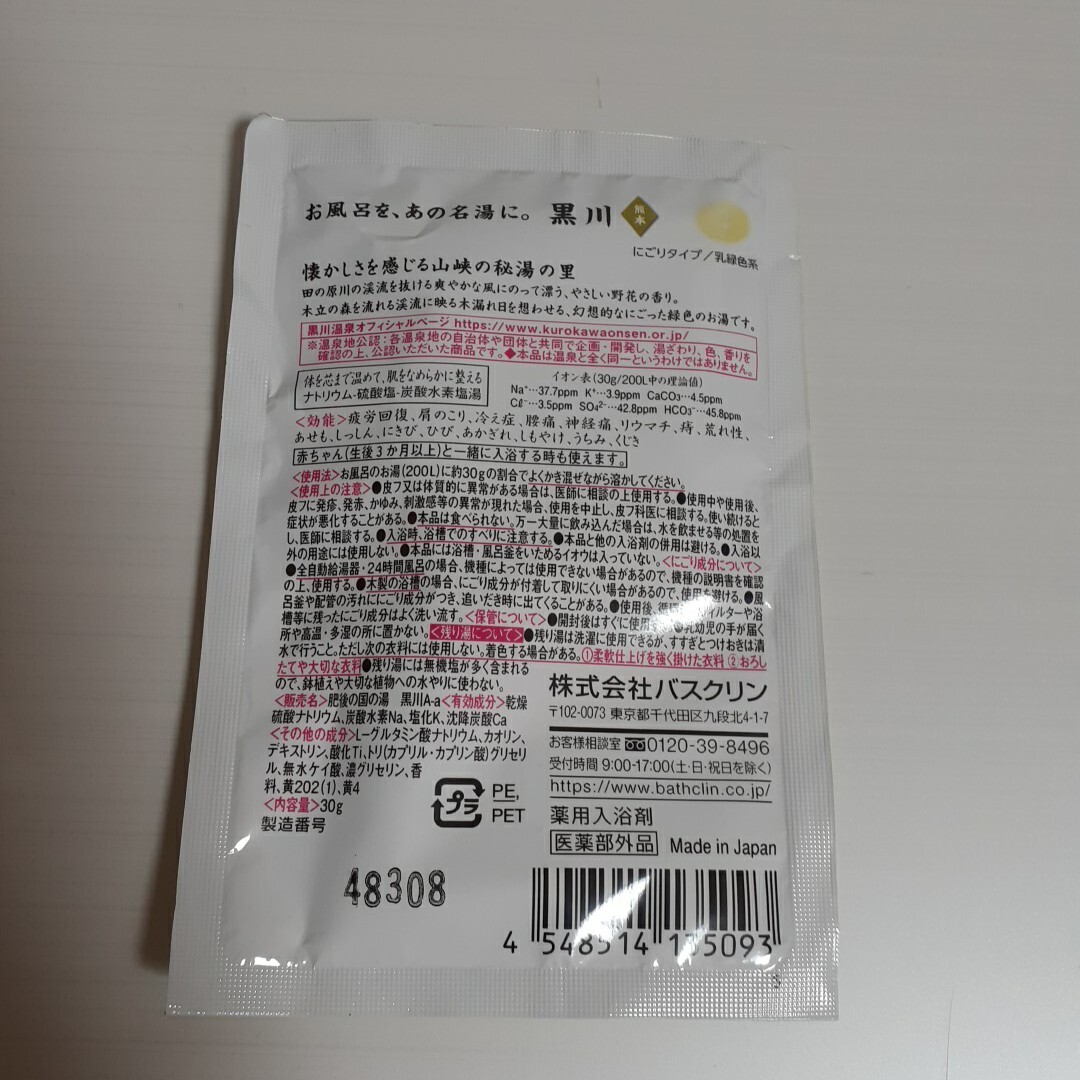 お風呂を、あの名湯に。 黒川 熊本
にごりタイプ/乳緑色系
懐かしさを感じる山峡の秘湯の里
田の原川の渓流を抜ける爽やかな風にのって漂う、やさしい野花の香り。
木立の森を流れる渓流に映る木漏れ日を想わせる、幻想的なにごった緑色のお湯です。
黒川温泉オフィシャルページ https://www.kurokawaonsen.or.jp/
※温泉地公認:各温泉地の自治体や団体と共同で企画・開発し、湯ざわり、色、香りを
確認の上、公認いただいた商品です。◆本品は温泉と全く同一というわけではありません。
体を芯まで温めて、肌をなめらかに整える
ナトリウム-硫酸塩-炭酸水素塩湯
イオン表(30g/200L中の理論値)
Na⁺…37.7ppm K⁺…3.9ppm CaCO₃…4.5ppm
Cℓ⁻…3.5ppm SO₄²⁻…42.8ppm HCO₃⁻…45.8ppm
<効能>疲労回復、肩のこり、冷え症、腰痛、神経痛、リウマチ、痔、荒れ性、
あせも、しっしん、にきび、ひび、あかぎれ、しもやけ、うちみ、くじき
赤ちゃん(生後3か月以上)と一緒に入浴する時も使えます。
<使用法>お風呂のお湯(200L)に約30gの割合でよくかき混ぜながら溶かしてください。
<使用上の注意>●皮フ又は体質的に異常がある場合は、医師に相談の上使用する。●使用中や使用後、
皮フに発疹、発赤、かゆみ、刺激感等の異常が現れた場合、使用を中止し、皮フ科医に相談する。使い続けると
症状が悪化することがある。●本品は食べられない。万一大量に飲み込んだ場合は、水を飲ませる等の処置を
し、医師に相談する。●入浴時、浴槽でのすべりに注意する。●本品と他の入浴剤の併用は避ける。●入浴以
外の用途には使用しない。●本品には浴槽・風呂釜をいためるイオウは入っていない。<にごり成分について>
●全自動給湯器・24時間風呂の場合、機種によっては使用できない場合があるので、機種の説明書を確認
の上、使用する。●木製の浴槽の場合、にごり成分が付着して取りにくい場合があるので、使用を避ける。●風
呂釜や配管の汚れににごり成分がつき、追いだき時に出てくることがある。●使用後、循 フィルターや浴
槽等に残ったにごり成分はよく洗い流す。<保管について>●開封後はすぐに使用 ●乳幼児の手が届く
所や高温・多湿の所に置かない。<残り湯について>●残り湯は洗濯に使用できるが、すすぎとつけおきは清
水で行うこと。ただし次の衣料には使用しない。着色する場合がある。①柔軟仕上げを強く掛けた衣料 ②おろし
たてや大切な衣料●残り湯には無機塩が多く含まれる
ので、鉢植えや大切な植物への水やりに使わない。
<販売名>肥後の国の湯 黒川A-a<有効成分>乾燥
硫酸ナトリウム、炭酸水素Na、塩化K、沈降炭酸Ca
<その他の成分>L-グルタミン酸ナトリウム、カオリン、
デキストリン、酸化Ti、トリ(カプリル・カプリン酸)グリセリ
ル、無水ケイ酸、濃グリセリン、香
料、黄202(1)、黄4
<内容量>30g
製造番号
48308
プラ
PE,
PET
株式会社バスクリン
〒102-0073 東京都千代田区九段北4-1-7
お客様相談室 0120-39-8496
受付時間 9:00-17:00(土・日・祝日を除く)
https://www.bathclin.co.jp/
薬用入浴剤
医薬部外品 Made in Japan
4 548514 135093